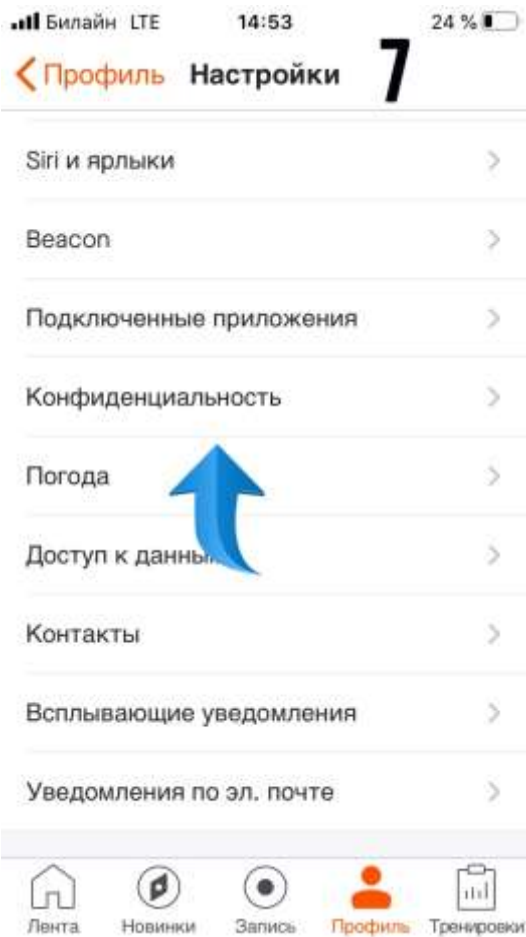 Билайн LTE 14:53 24 %
Профиль Настройки 7
Siri и ярлыки
Beacon
Подключенные приложения
Конфиденциальность
Погода
Доступ к
Контакты
Всплывающие уведомления
Уведомления по эл. почте
Лента Новинки Запись Профиль Тренировки